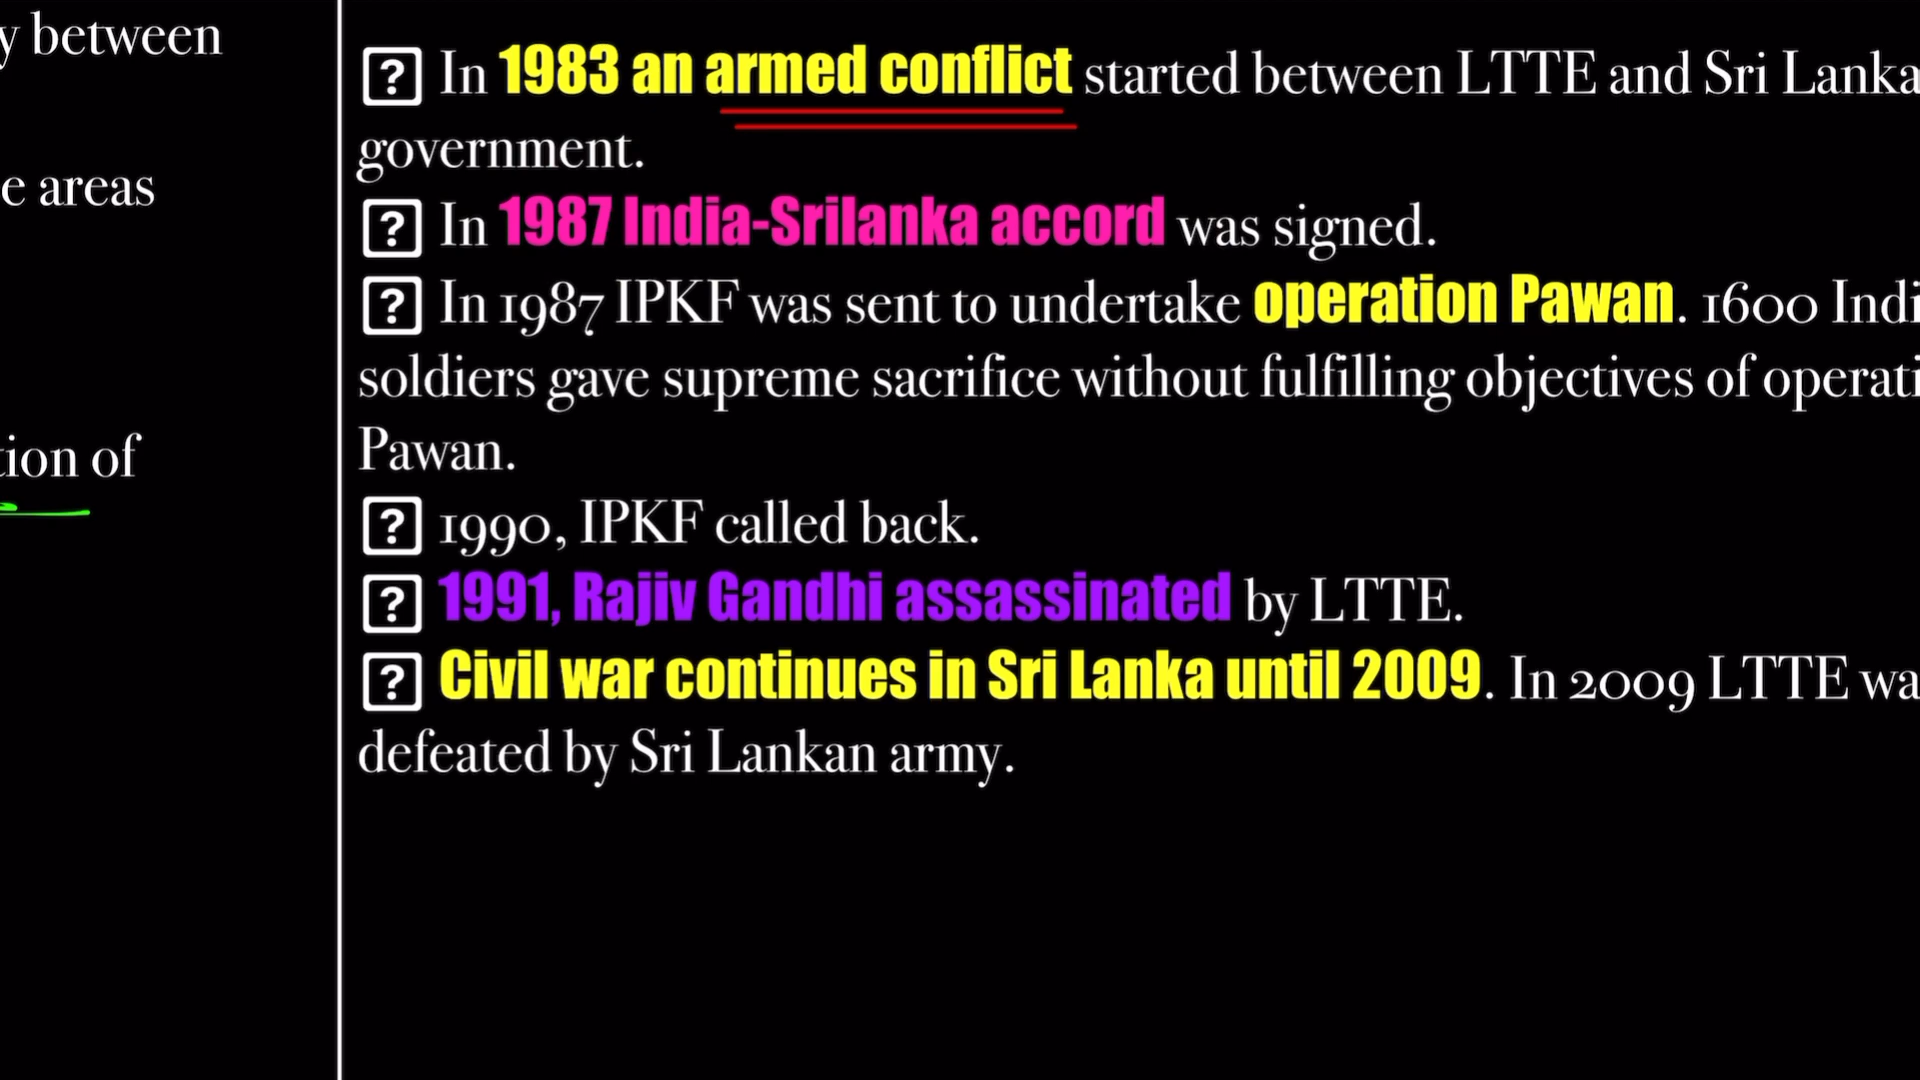 y between
e areas
tion of
? In 1983 an armed conflict started between LTTE and Sri Lanka
government.
? In 1987 India-Srilanka accord was signed.
? In 1987 IPKF was sent to undertake operation Pawan. 1600 Indi
soldiers gave supreme sacrifice without fulfilling objectives of operati
Pawan.
? 1990, IPKF called back.
? 1991, Rajiv Gandhi assassinated by LTTE.
? Civil war continues in Sri Lanka until 2009. In 2009 LTTE wa
defeated by Sri Lankan army.